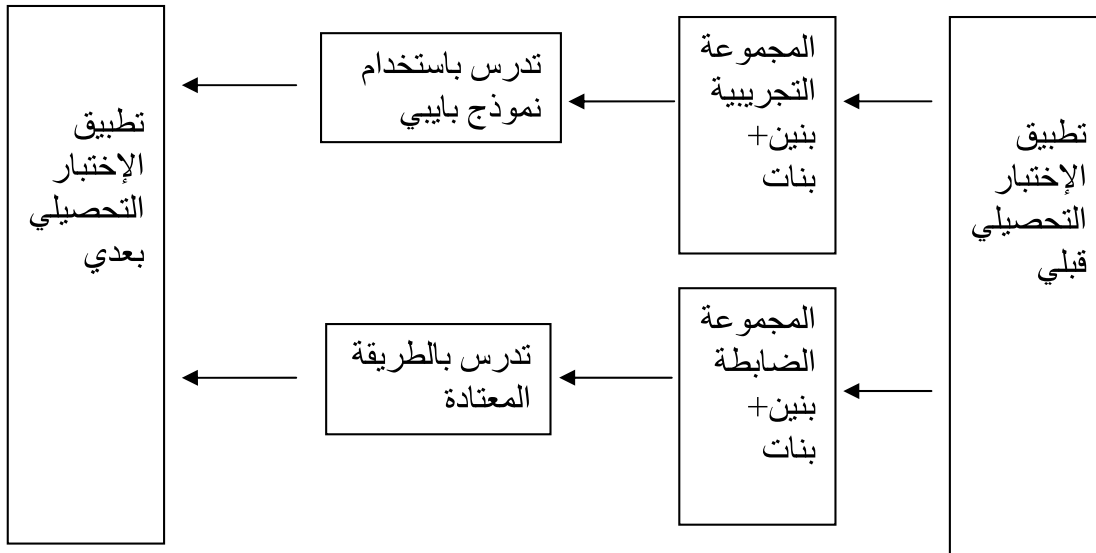 تطبيق
الإختبار
التحصيلي
قبلي
المجموعة
التجريبية
بنين+
بنات
تدرس باستخدام
نموذج بايبي
المجموعة
الضابطة
بنين+
بنات
تدرس بالطريقة
المعتادة
تطبيق
الإختبار
التحصيلي
بعدي